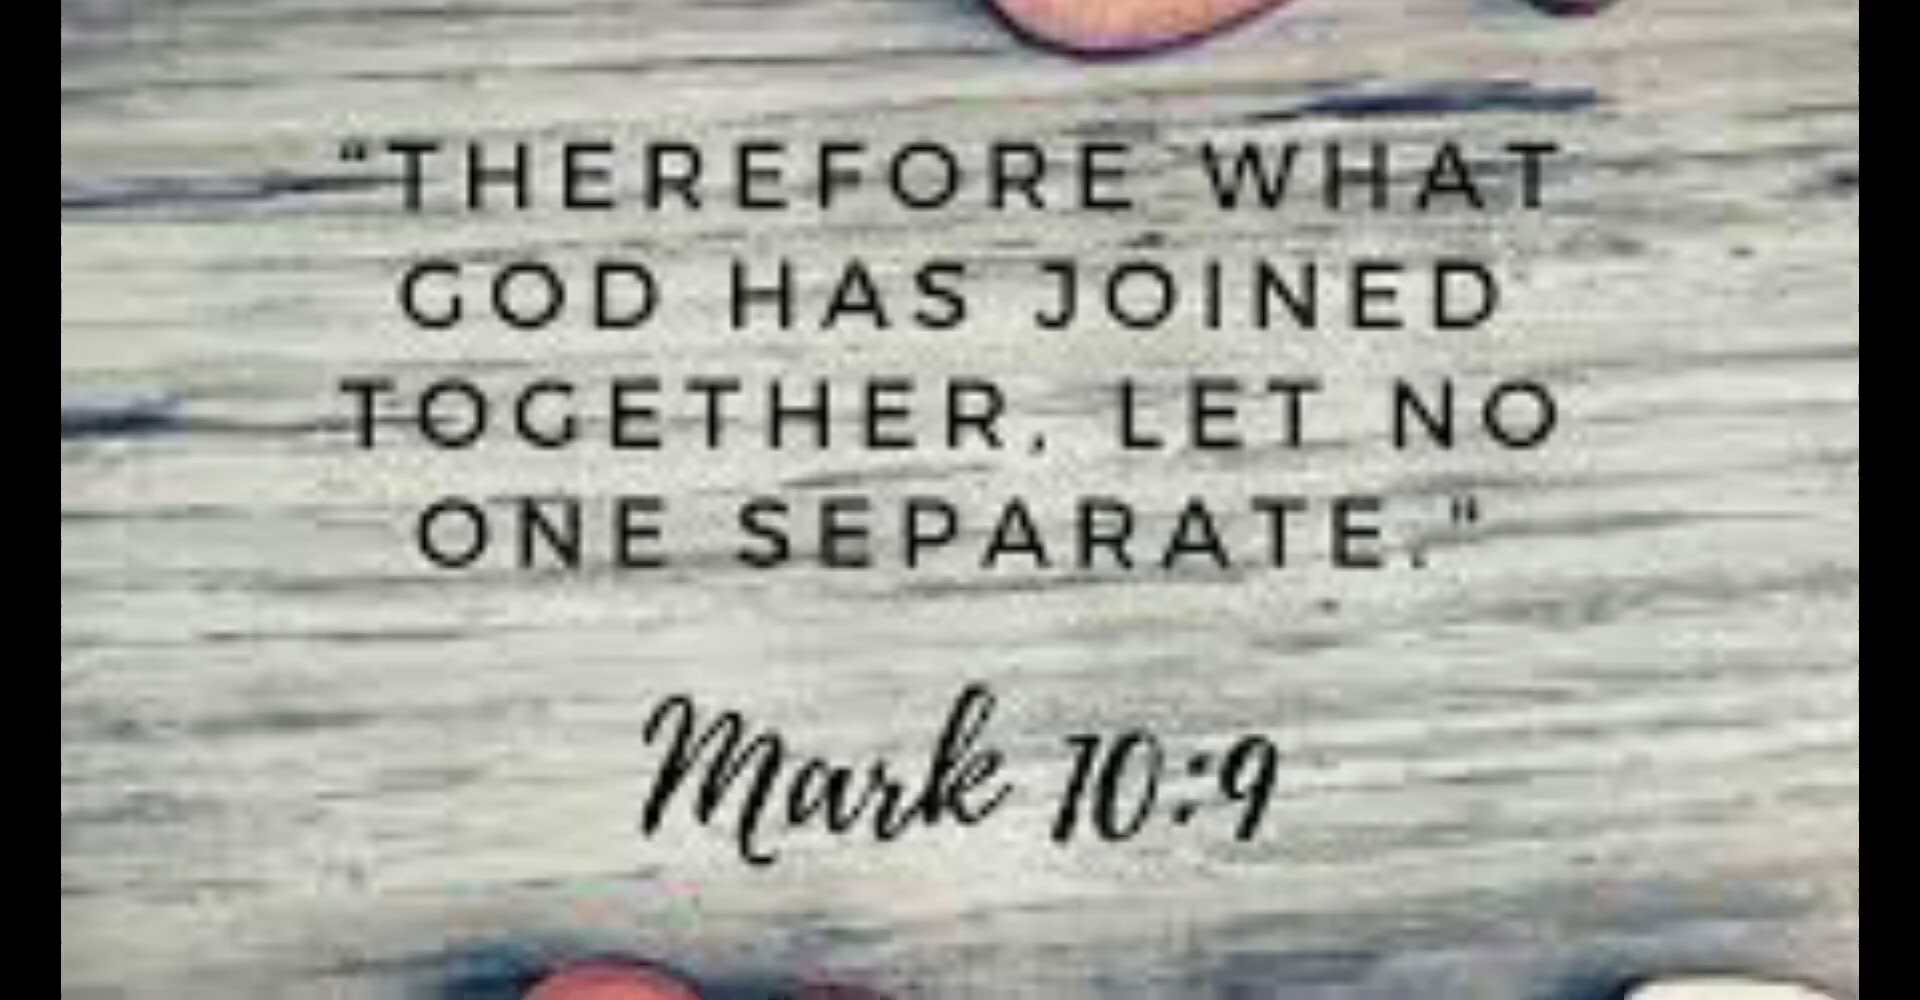 "THEREFORE WHAT
GOD HAS JOINED
TOGETHER, LET NO
ONE SEPARATE."
Mark 10:9